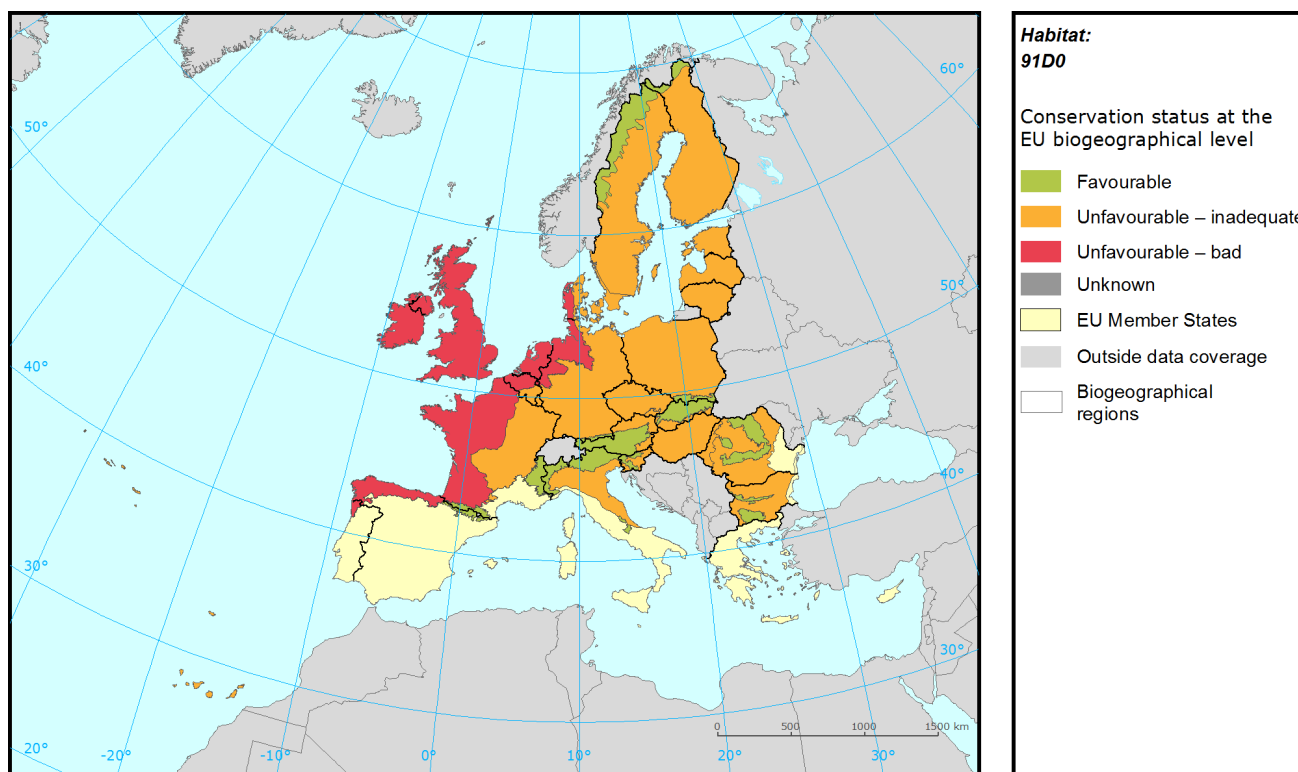 Habitat:
91D0
Conservation status at the
EU biogeographical level
Favourable
Unfavourable – inadequate
Unfavourable – bad
Unknown
EU Member States
Outside data coverage
Biogeographical
regions
60°
50°
50°
40°
40°
30°
30°
20°
-20°
-10°
0°
10°
20°
30°
0 500 1000 1500 km